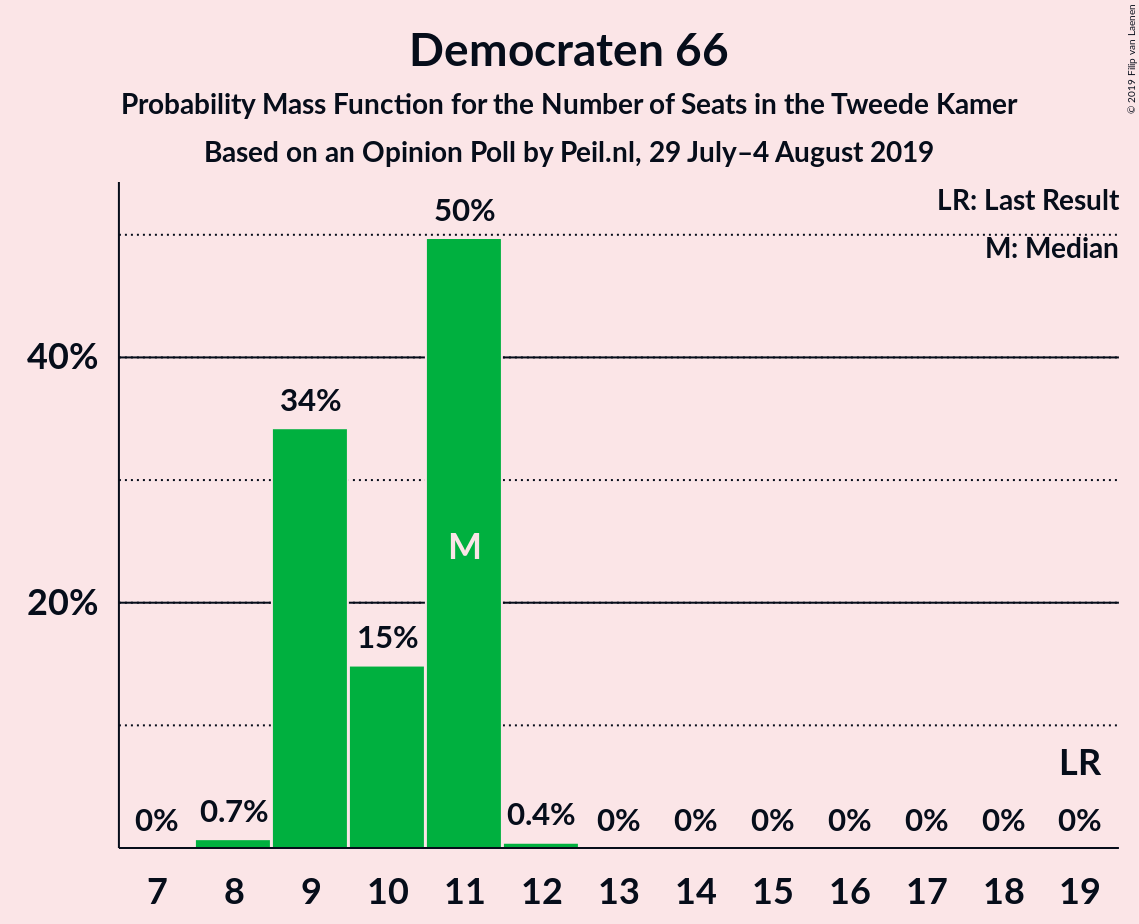 Democraten 66
Probability Mass Function for the Number of Seats in the Tweede Kamer
Based on an Opinion Poll by Peil.nl, 29 July–4 August 2019
© 2019 Filip van Laenen
LR: Last Result
M: Median
40%
20%
0%
0.7%
34%
15%
50%
M
0.4%
0%
0%
0%
0%
0%
0%
LR
0%
7 8 9 10 11 12 13 14 15 16 17 18 19